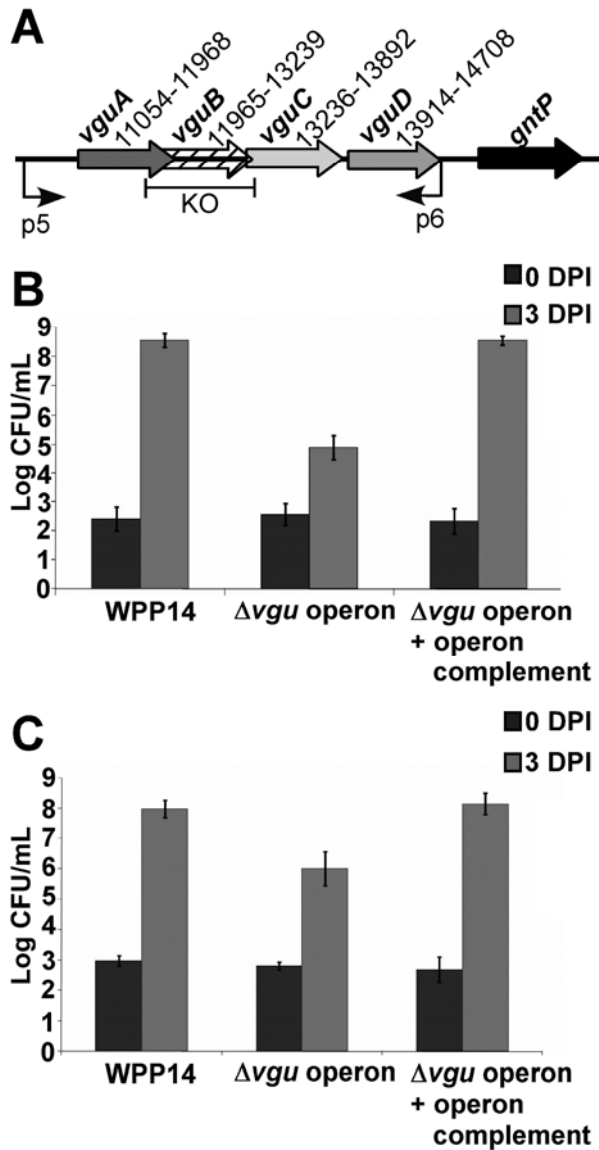 A
vguA
11054-11968
vguB
11965-13239
vguC
13236-13892
vguD
13914-14708
gntP
p5
KO
p6
B
0 DPI
3 DPI
Log CFU/mL
9
8
7
6
5
4
3
2
1
0
WPP14
Δvgu operon
Δvgu operon
+ operon
complement
C
0 DPI
3 DPI
Log CFU/mL
9
8
7
6
5
4
3
2
1
0
WPP14
Δvgu operon
Δvgu operon
+ operon
complement